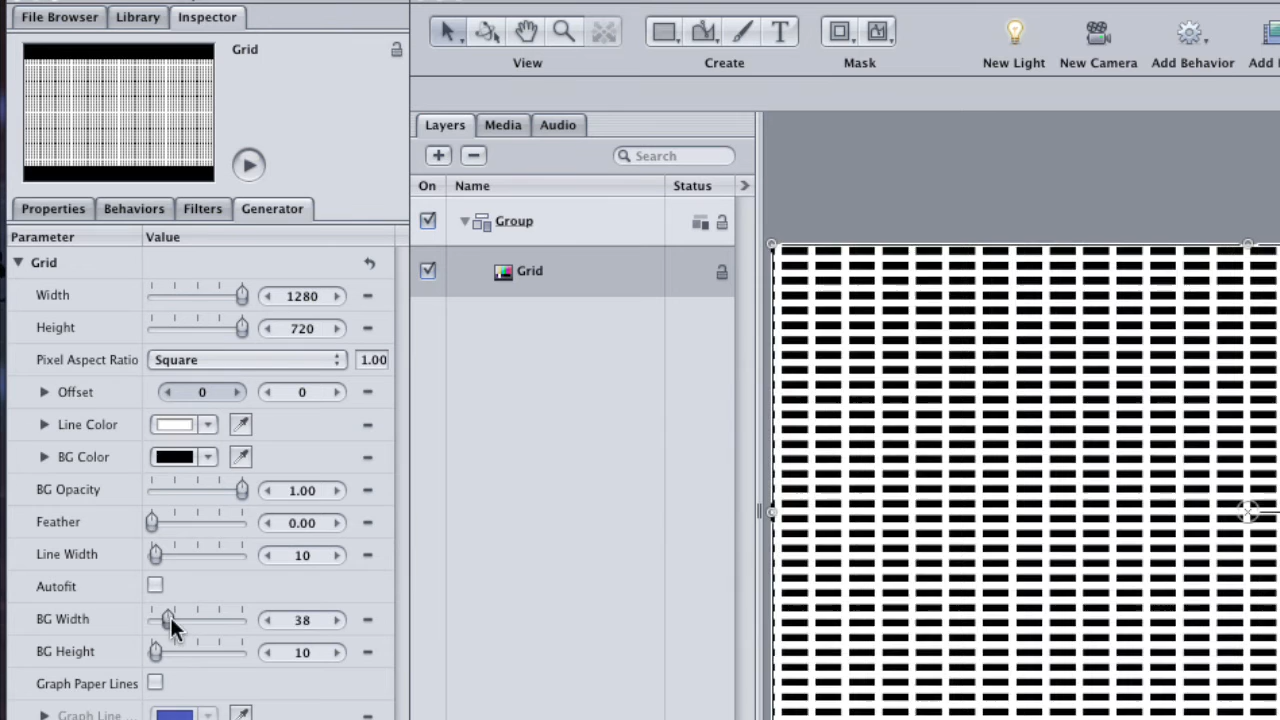 File Browser Library Inspector
Grid
View Create Mask New Light New Camera Add Behavior Add
Layers Media Audio
Search
On Name Status
Group
Grid
Properties Behaviors Filters Generator
Parameter Value
Grid
Width 1280
Height 720
Pixel Aspect Ratio Square 1.00
Offset 0 0
Line Color
BG Color
BG Opacity 1.00
Feather 0.00
Line Width 10
Autofit
BG Width 38
BG Height 10
Graph Paper Lines
Graph Line ...